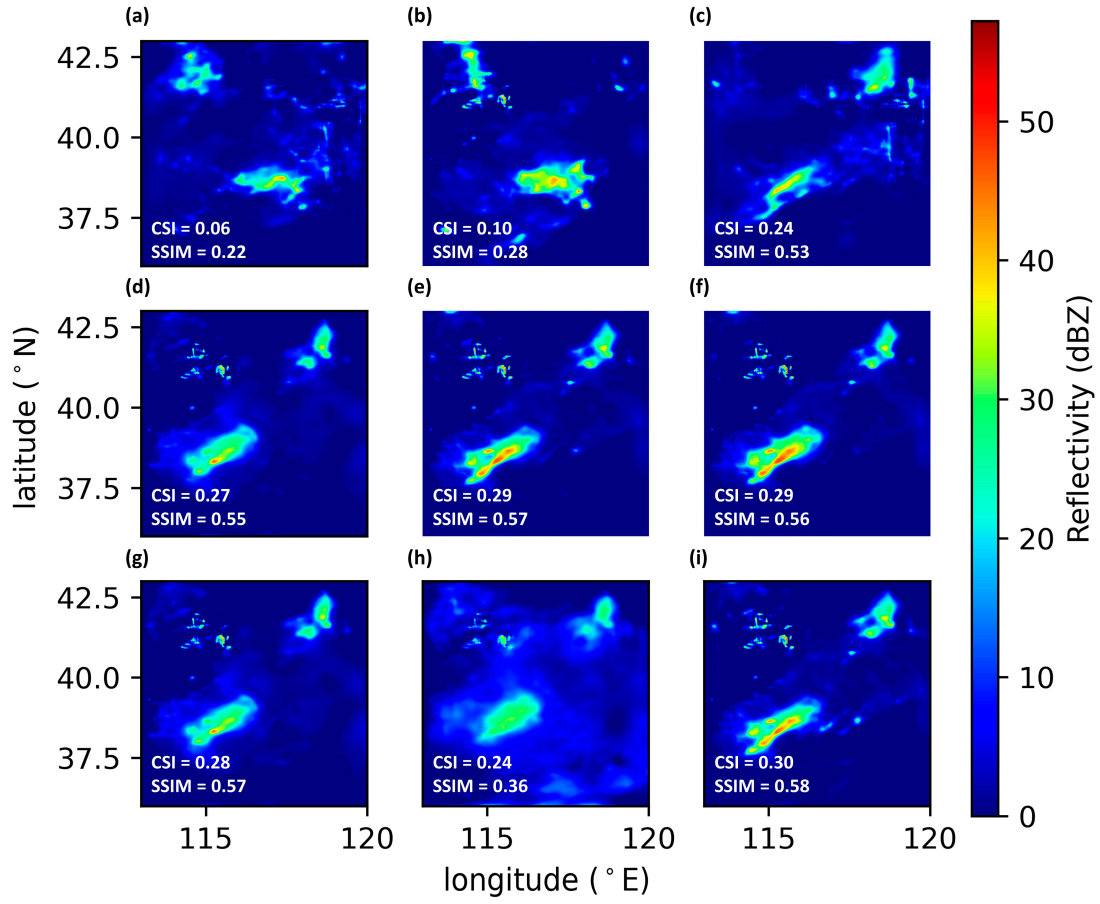 (a) (b) (c)
42.5
40.0
37.5
CSI = 0.06
SSIM = 0.22
CSI = 0.10
SSIM = 0.28
CSI = 0.24
SSIM = 0.53
(d) (e) (f)
42.5
40.0
37.5
CSI = 0.27
SSIM = 0.55
CSI = 0.29
SSIM = 0.57
CSI = 0.29
SSIM = 0.56
(g) (h) (i)
42.5
40.0
37.5
CSI = 0.28
SSIM = 0.57
CSI = 0.24
SSIM = 0.36
CSI = 0.30
SSIM = 0.58
115 120 115 120 115 120
longitude (°E)
latitude (°N)
50
40
30
20
10
0
Reflectivity (dBZ)